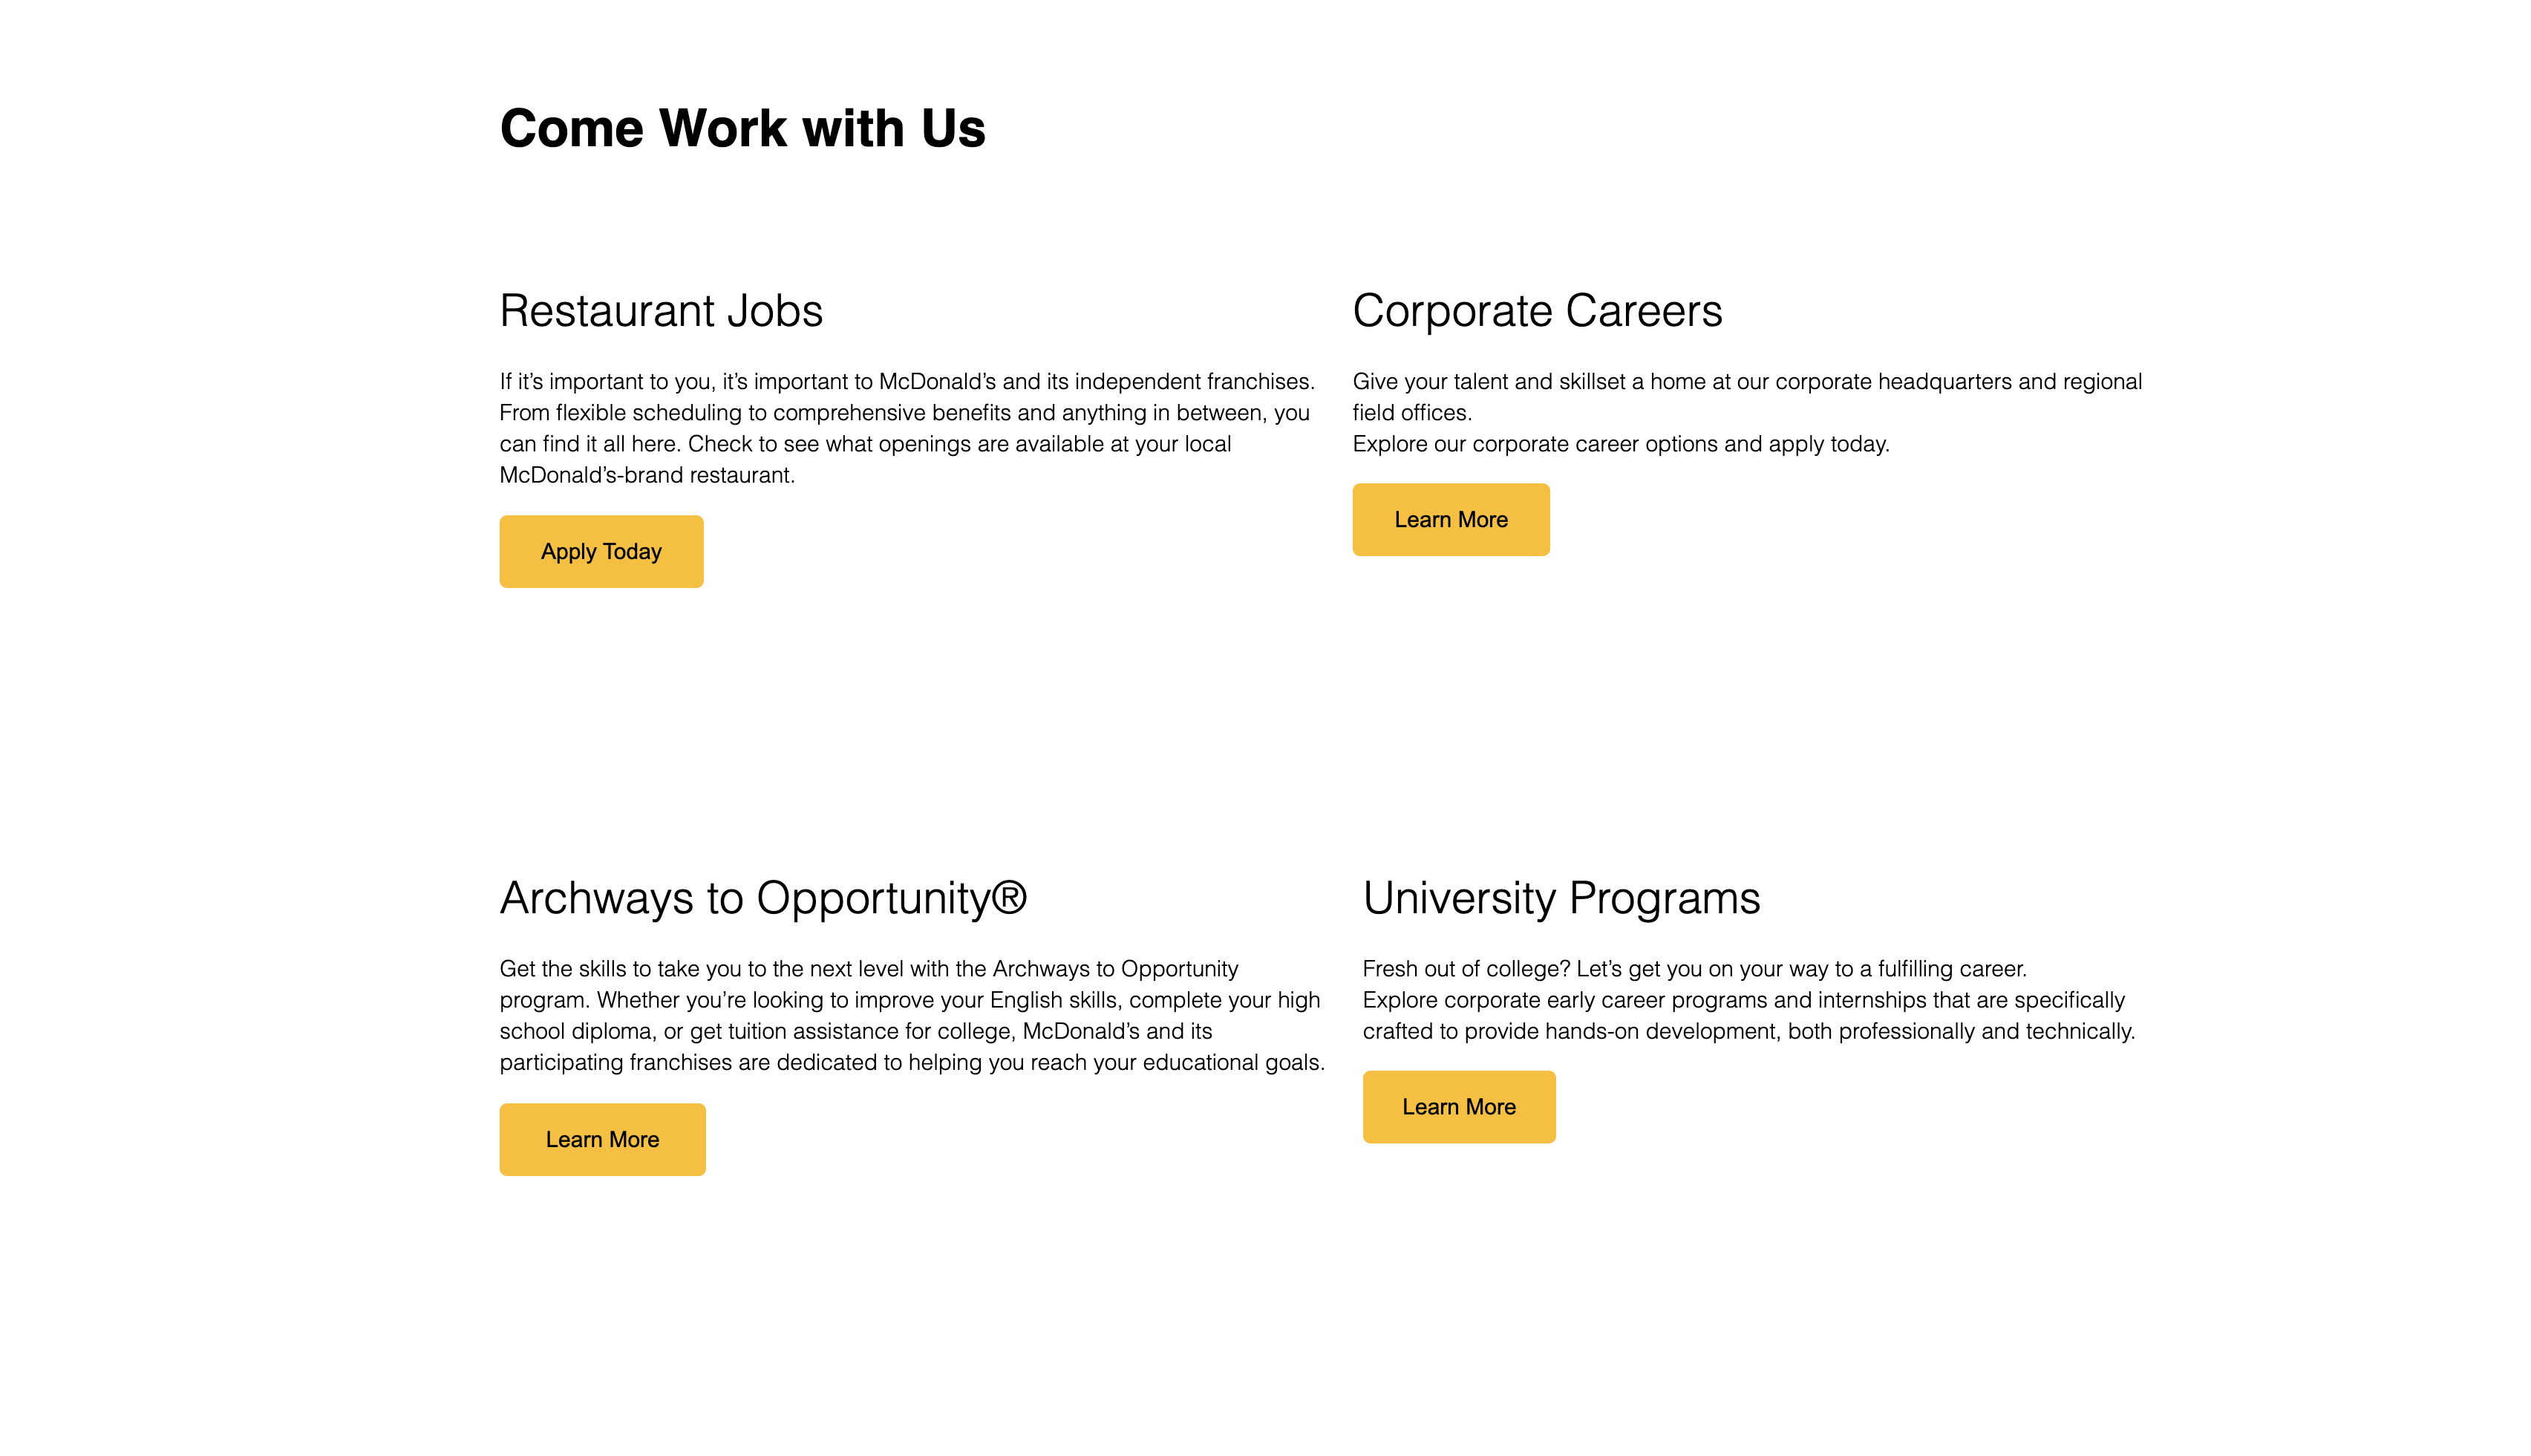 Come Work with Us
Restaurant Jobs
If it’s important to you, it’s important to McDonald’s and its independent franchises.
From flexible scheduling to comprehensive benefits and anything in between, you
can find it all here. Check to see what openings are available at your local
McDonald’s-brand restaurant.
Apply Today
Corporate Careers
Give your talent and skillset a home at our corporate headquarters and regional
field offices.
Explore our corporate career options and apply today.
Learn More
Archways to Opportunity®
Get the skills to take you to the next level with the Archways to Opportunity
program. Whether you’re looking to improve your English skills, complete your high
school diploma, or get tuition assistance for college, McDonald’s and its
participating franchises are dedicated to helping you reach your educational goals.
Learn More
University Programs
Fresh out of college? Let’s get you on your way to a fulfilling career.
Explore corporate early career programs and internships that are specifically
crafted to provide hands-on development, both professionally and technically.
Learn More